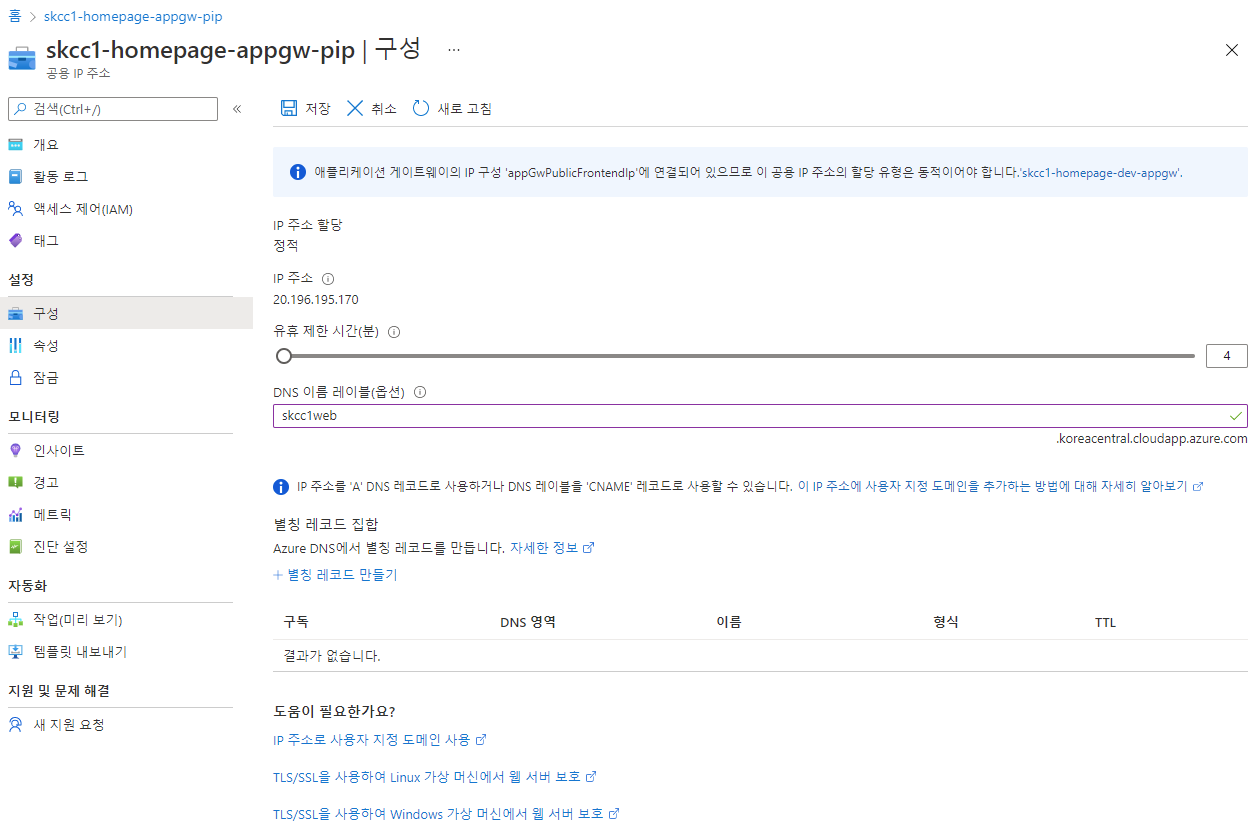 홈 > skcc1-homepage-appgw-pip
skcc1-homepage-appgw-pip | 구성 ...
공용 IP 주소
검색(Ctrl+/) «
개요
활동 로그
액세스 제어(IAM)
태그
설정
구성
속성
잠금
모니터링
인사이트
경고
메트릭
진단 설정
자동화
작업(미리 보기)
템플릿 내보내기
지원 및 문제 해결
새 지원 요청
저장 취소 새로 고침
애플리케이션 게이트웨이의 IP 구성 'appGwPublicFrontendIp'에 연결되어 있으므로 이 공용 IP 주소의 할당 유형은 동적이어야 합니다.'skcc1-homepage-dev-appgw'.
IP 주소 할당
정적
IP 주소
20.196.195.170
유휴 제한 시간(분)
4
DNS 이름 레이블(옵션)
skcc1web
.koreacentral.cloudapp.azure.com
IP 주소를 'A' DNS 레코드로 사용하거나 DNS 레이블을 'CNAME' 레코드로 사용할 수 있습니다. 이 IP 주소에 사용자 지정 도메인을 추가하는 방법에 대해 자세히 알아보기
별칭 레코드 집합
Azure DNS에서 별칭 레코드를 만듭니다. 자세한 정보
+ 별칭 레코드 만들기
구독 DNS 영역 이름 형식 TTL
결과가 없습니다.
도움이 필요한가요?
IP 주소로 사용자 지정 도메인 사용
TLS/SSL을 사용하여 Linux 가상 머신에서 웹 서버 보호
TLS/SSL을 사용하여 Windows 가상 머신에서 웹 서버 보호